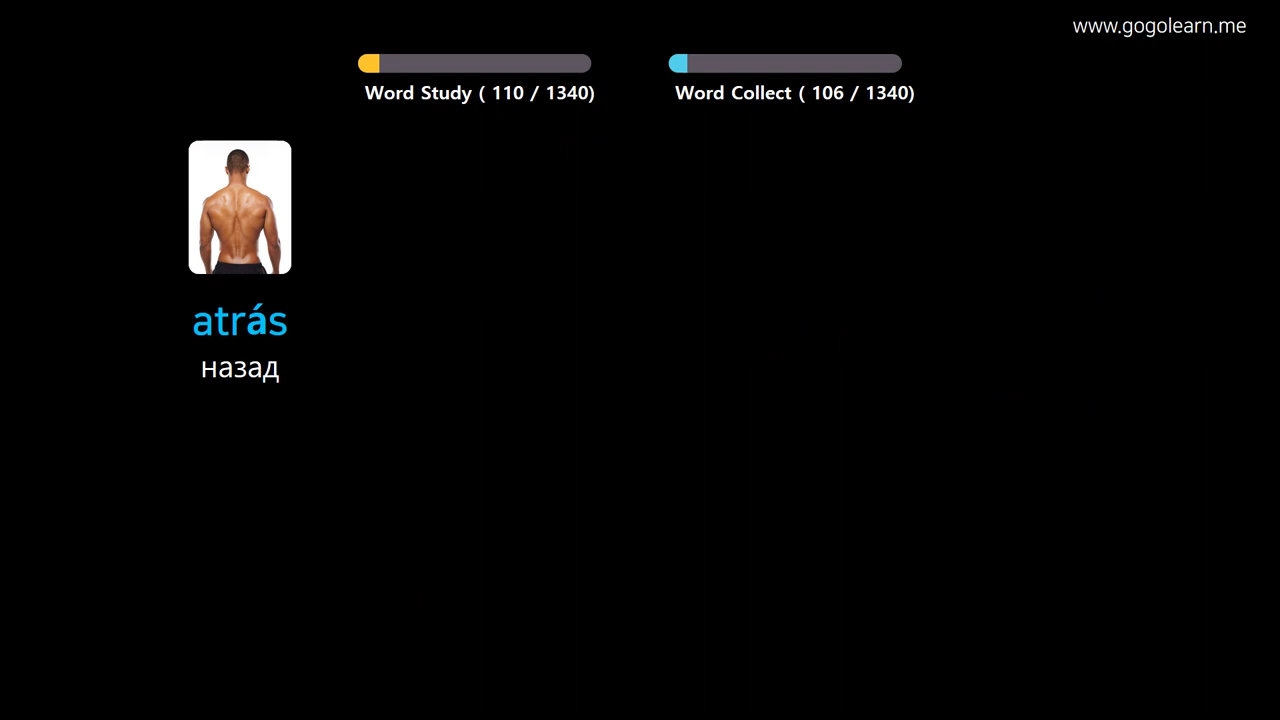 www.gogolearn.me
Word Study ( 110 / 1340)
Word Collect ( 106 / 1340)
atrás
назад